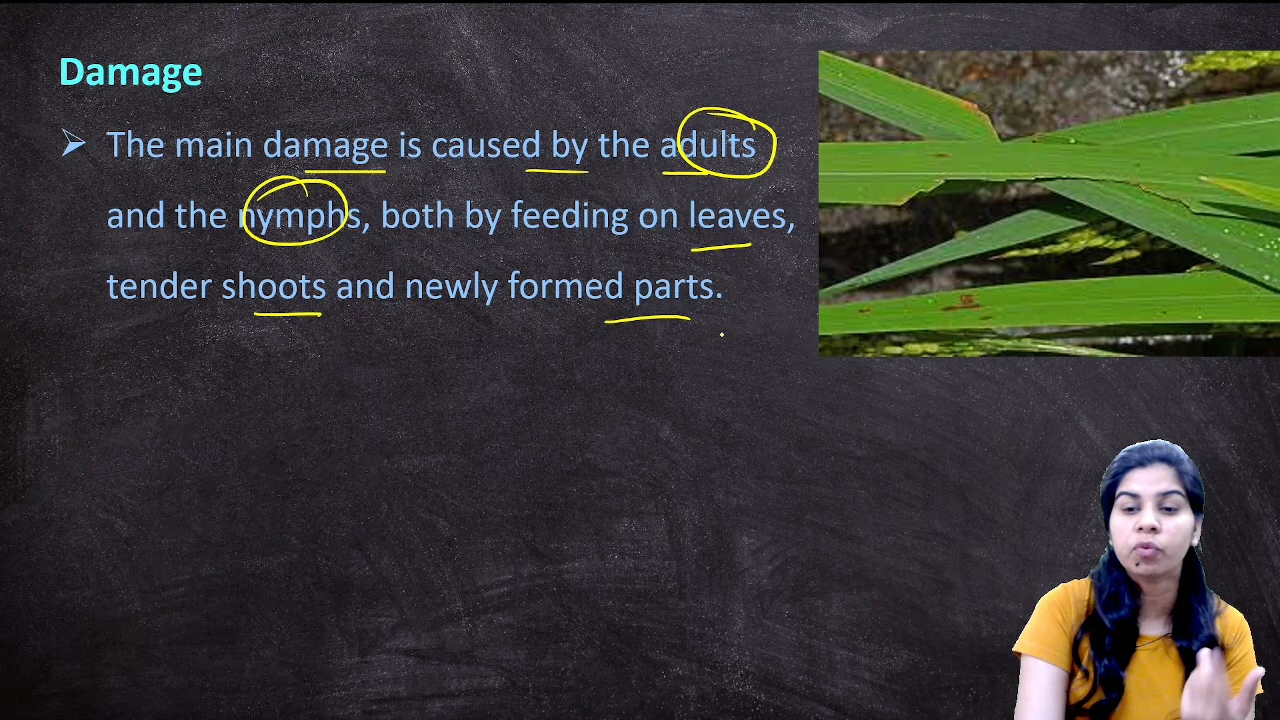 Damage
The main damage is caused by the adults
and the nymphs, both by feeding on leaves,
tender shoots and newly formed parts.